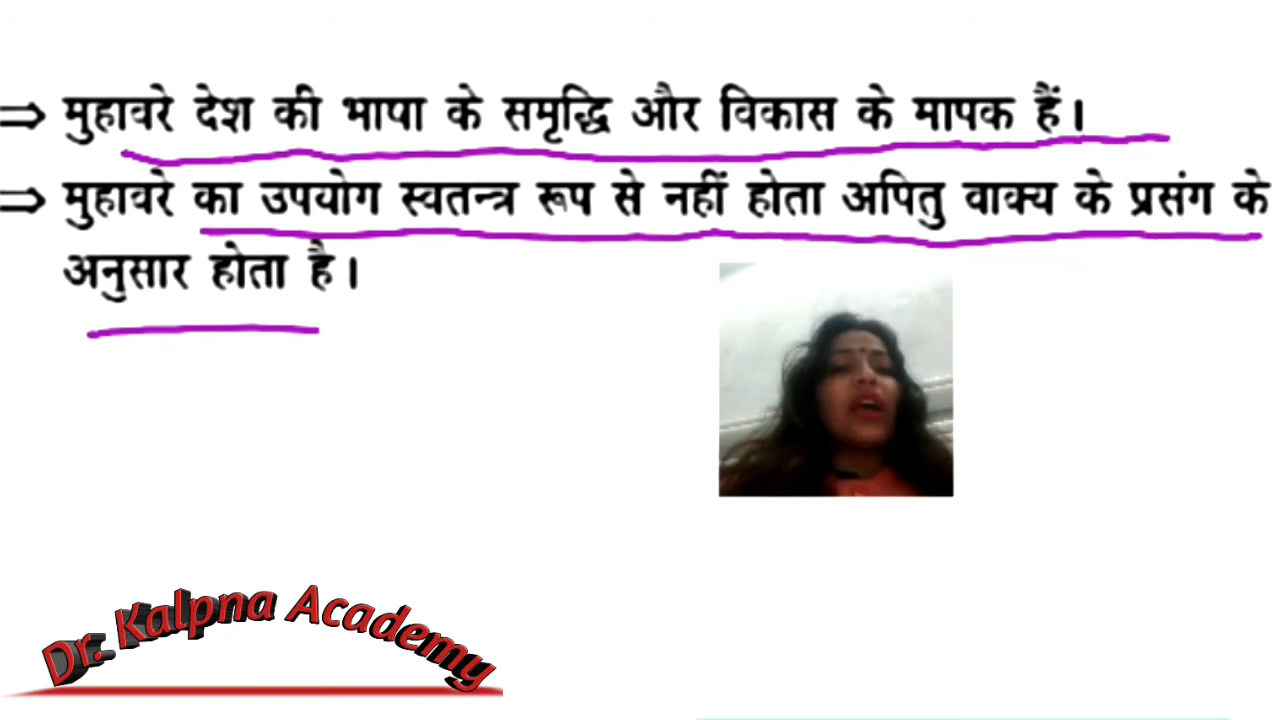 ⇒ मुहावरे देश की भाषा के समृद्धि और विकास के मापक हैं।
⇒ मुहावरे का उपयोग स्वतन्त्र रूप से नहीं होता अपितु वाक्य के प्रसंग के
अनुसार होता है।
Dr. Kalpna Academy